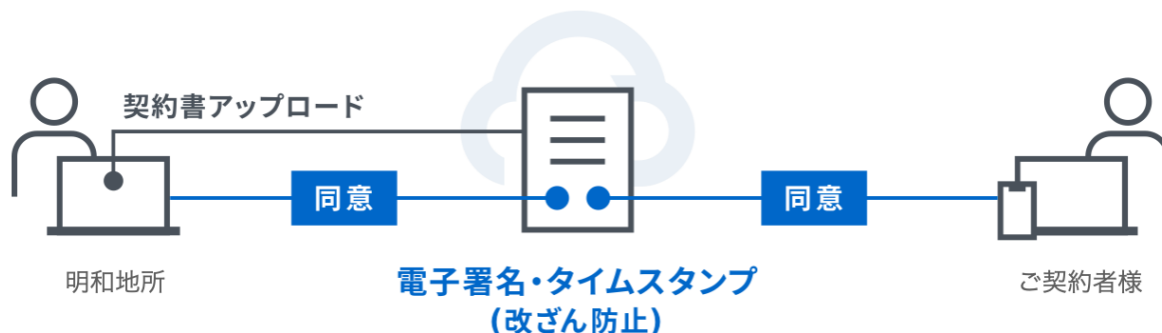 契約書アップロード
同意
同意
明和地所
電子署名・タイムスタンプ
(改ざん防止)
ご契約者様